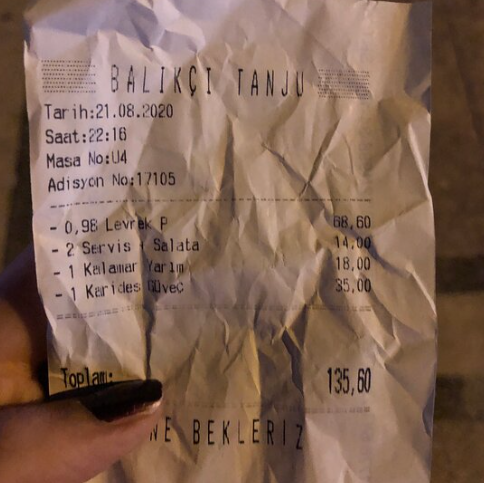 BALIKÇI TANJU
Tarih:21.08.2020
Saat:22:16
Masa No:U4
Adisyon No:17105
- 0,98 Levrek P 68,60
- 2 Servis + Salata 14,00
- 1 Kalamar Yarım 18,00
- 1 Karides Güveç 35,00
Toplam: 135,60
NE BEKLERİZ